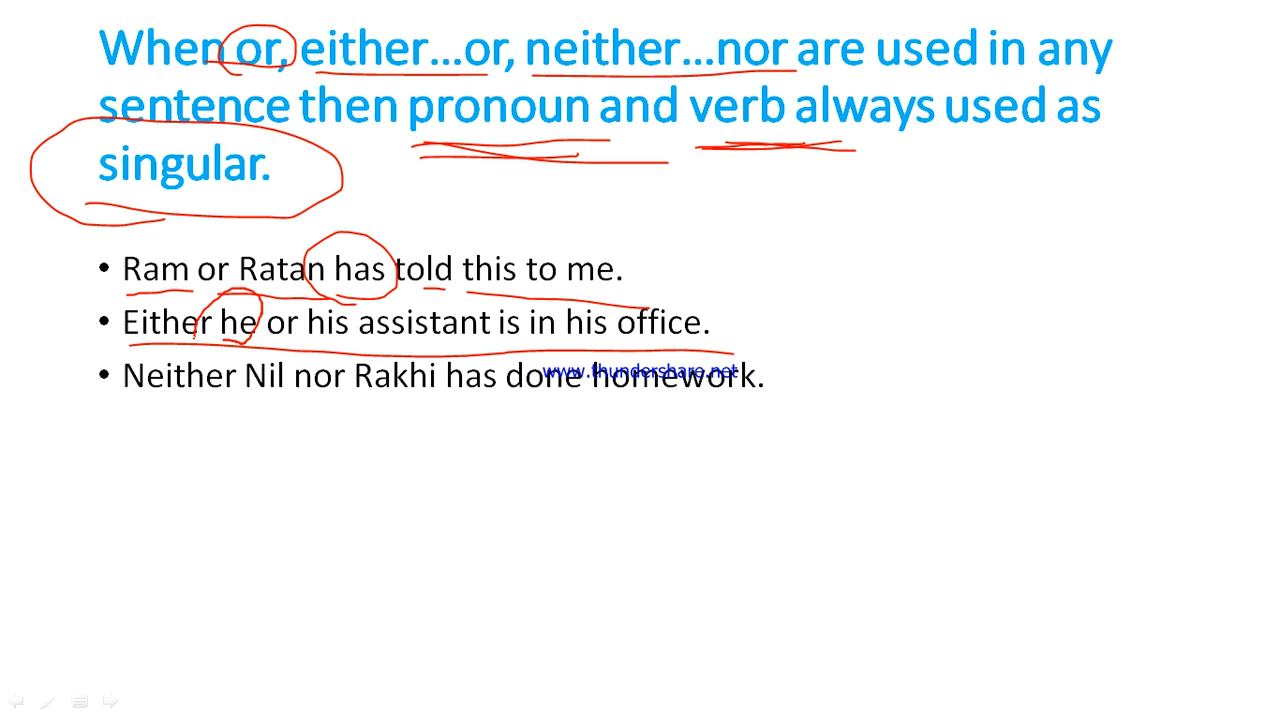 When or, either...or, neither...nor are used in any
sentence then pronoun and verb always used as
singular.
• Ram or Ratan has told this to me.
• Either he or his assistant is in his office.
• Neither Nil nor Rakhi has done homework.
www.thundershare.net